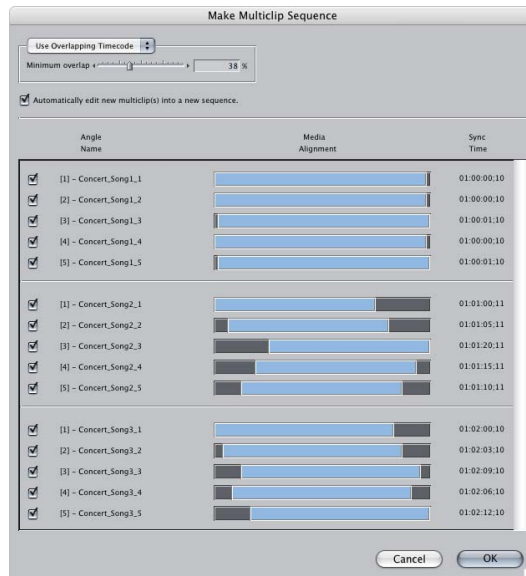 Make Multiclip Sequence
Use Overlapping Timecode
Minimum overlap 38 %
Automatically edit new multiclip(s) into a new sequence.
Angle Name Media Alignment Sync Time
[1] – Concert_Song1_1 01:00:00;10
[2] – Concert_Song1_2 01:00:00;10
[3] – Concert_Song1_3 01:00:01;10
[4] – Concert_Song1_4 01:00:00;10
[5] – Concert_Song1_5 01:00:01;10
[1] – Concert_Song2_1 01:01:00;11
[2] – Concert_Song2_2 01:01:05;11
[3] – Concert_Song2_3 01:01:20;11
[4] – Concert_Song2_4 01:01:15;11
[5] – Concert_Song2_5 01:01:10;11
[1] – Concert_Song3_1 01:02:00;10
[2] – Concert_Song3_2 01:02:03;10
[3] – Concert_Song3_3 01:02:09;10
[4] – Concert_Song3_4 01:02:06;10
[5] – Concert_Song3_5 01:02:12;10
Cancel OK